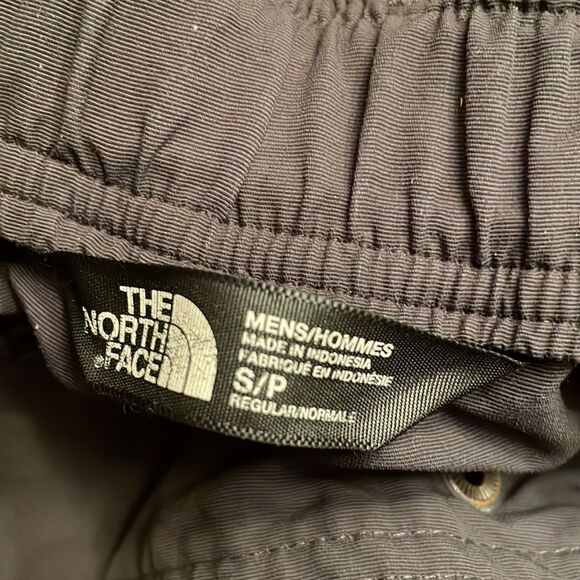 THE
NORTH
FACE
MENS/HOMMES
MADE IN INDONESIA
FABRIQUÉ EN INDONÉSIE
S/P
REGULAR/NORMALE